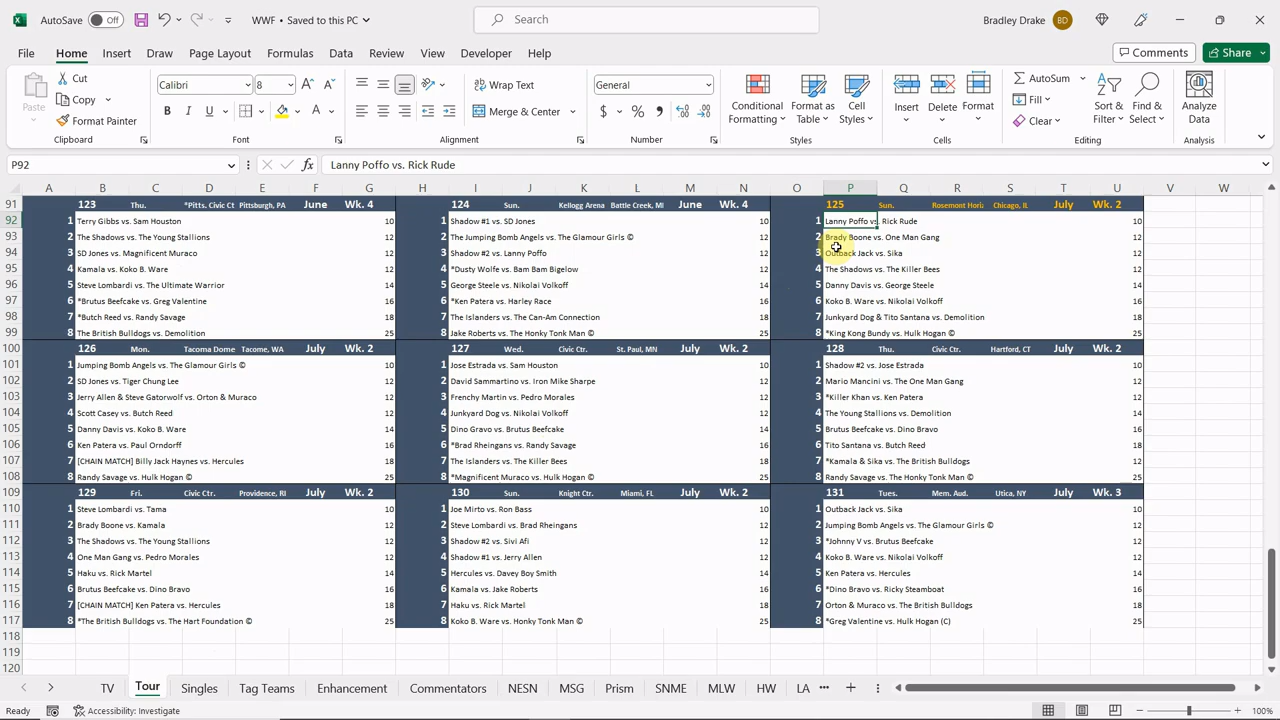 AutoSave Off WWF • Saved to this PC Search Bradley Drake BD
File Home Insert Draw Page Layout Formulas Data Review View Developer Help Comments Share
Paste Cut Copy Format Painter Clipboard
Calibri 8 B I U Font
Wrap Text Merge & Center Alignment
General $ % , Number
Conditional Formatting Format as Table Cell Styles Styles
Insert Delete Format Cells
AutoSum Fill Clear Sort & Filter Find & Select Editing
Analyze Data Analysis
P92 fx Lanny Poffo vs. Rick Rude
A B C D E F G H I J K L M N O P Q R S T U V W
91 123 Thu. *Pitts. Civic Ct Pittsburgh, PA June Wk. 4 124 Sun. Kellogg Arena Battle Creek, MI June Wk. 4 125 Sun. Rosemont Horiz Chicago, IL July Wk. 2
92 1 Terry Gibbs vs. Sam Houston 10 1 Shadow #1 vs. SD Jones 10 1 Lanny Poffo vs. Rick Rude 10
93 2 The Shadows vs. The Young Stallions 12 2 The Jumping Bomb Angels vs. The Glamour Girls © 12 2 Brady Boone vs. One Man Gang 12
94 3 SD Jones vs. Magnificent Muraco 12 3 Shadow #2 vs. Lanny Poffo 12 3 Outback Jack vs. Sika 12
95 4 Kamala vs. Koko B. Ware 12 4 *Dusty Wolfe vs. Bam Bam Bigelow 12 4 The Shadows vs. The Killer Bees 12
96 5 Steve Lombardi vs. The Ultimate Warrior 14 5 George Steele vs. Nikolai Volkoff 14 5 Danny Davis vs. George Steele 14
97 6 *Brutus Beefcake vs. Greg Valentine 16 6 *Ken Patera vs. Harley Race 16 6 Koko B. Ware vs. Nikolai Volkoff 16
98 7 *Butch Reed vs. Randy Savage 18 7 The Islanders vs. The Can-Am Connection 18 7 Junkyard Dog & Tito Santana vs. Demolition 18
99 8 The British Bulldogs vs. Demolition 25 8 Jake Roberts vs. The Honky Tonk Man © 25 8 *King Kong Bundy vs. Hulk Hogan © 25
100 126 Mon. Tacoma Dome Tacome, WA July Wk. 2 127 Wed. Civic Ctr. St. Paul, MN July Wk. 2 128 Thu. Civic Ctr. Hartford, CT July Wk. 2
101 1 Jumping Bomb Angels vs. The Glamour Girls © 10 1 Jose Estrada vs. Sam Houston 10 1 Shadow #2 vs. Jose Estrada 10
102 2 SD Jones vs. Tiger Chung Lee 12 2 David Sammartino vs. Iron Mike Sharpe 12 2 Mario Mancini vs. The One Man Gang 12
103 3 Jerry Allen & Steve Gatorwolf vs. Orton & Muraco 12 3 Frenchy Martin vs. Pedro Morales 12 3 *Killer Khan vs. Ken Patera 12
104 4 Scott Casey vs. Butch Reed 12 4 Junkyard Dog vs. Nikolai Volkoff 12 4 The Young Stallions vs. Demolition 12
105 5 Danny Davis vs. Koko B. Ware 14 5 Dino Gravo vs. Brutus Beefcake 14 5 Brutus Beefcake vs. Dino Bravo 14
106 6 Ken Patera vs. Paul Orndorff 16 6 *Brad Rheingans vs. Randy Savage 16 6 Tito Santana vs. Butch Reed 16
107 7 [CHAIN MATCH] Billy Jack Haynes vs. Hercules 18 7 The Islanders vs. The Killer Bees 18 7 *Kamala & Sika vs. The British Bulldogs 18
108 8 Randy Savage vs. Hulk Hogan © 25 8 *Magnificent Muraco vs. Hulk Hogan © 25 8 Randy Savage vs. The Honky Tonk Man © 25
109 129 Fri. Civic Ctr. Providence, RI July Wk. 2 130 Sun. Knight Ctr. Miami, FL July Wk. 2 131 Tues. Mem. Aud. Utica, NY July Wk. 3
110 1 Steve Lombardi vs. Tama 10 1 Joe Mirto vs. Ron Bass 10 1 Outback Jack vs. Sika 10
111 2 Brady Boone vs. Kamala 12 2 Steve Lombardi vs. Brad Rheingans 12 2 Jumping Bomb Angels vs. The Glamour Girls © 12
112 3 The Shadows vs. The Young Stallions 12 3 Shadow #2 vs. Sivi Afi 12 3 *Johnny V vs. Brutus Beefcake 12
113 4 One Man Gang vs. Pedro Morales 12 4 Shadow #1 vs. Jerry Allen 12 4 Koko B. Ware vs. Nikolai Volkoff 12
114 5 Haku vs. Rick Martel 14 5 Hercules vs. Davey Boy Smith 14 5 Ken Patera vs. Hercules 14
115 6 Brutus Beefcake vs. Dino Bravo 16 6 Kamala vs. Jake Roberts 16 6 *Dino Bravo vs. Ricky Steamboat 16
116 7 [CHAIN MATCH] Ken Patera vs. Hercules 18 7 Haku vs. Rick Martel 18 7 Orton & Muraco vs. The British Bulldogs 18
117 8 *The British Bulldogs vs. The Hart Foundation © 25 8 Koko B. Ware vs. Honky Tonk Man © 25 8 *Greg Valentine vs. Hulk Hogan (C) 25
118
119
120
TV Tour Singles Tag Teams Enhancement Commentators NESN MSG Prism SNME MLW HW LA
Ready Accessibility: Investigate 100%